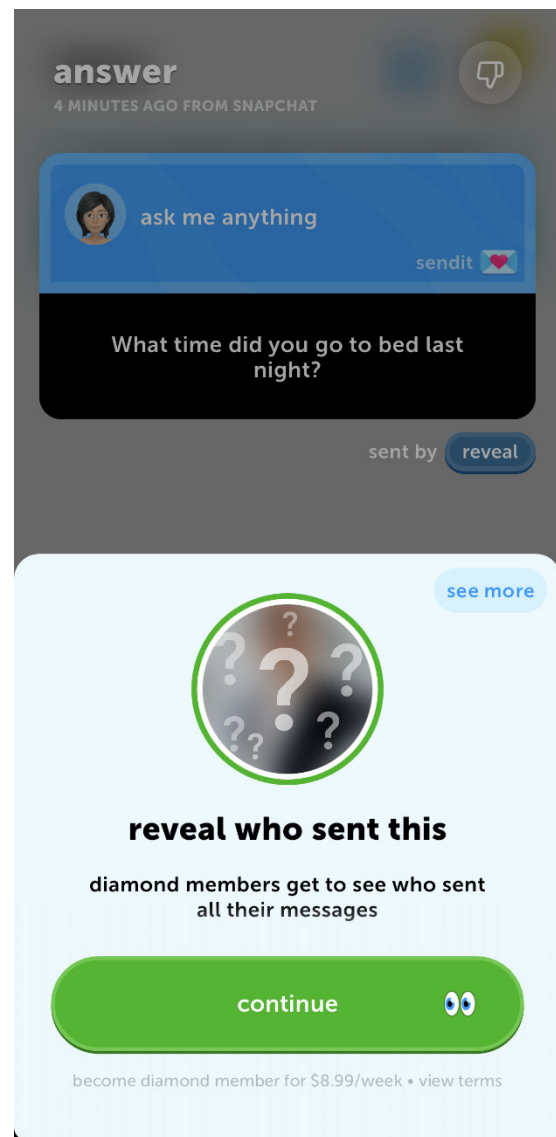 answer
4 MINUTES AGO FROM SNAPCHAT
ask me anything
sendit
What time did you go to bed last
night?
sent by reveal
see more
? ? ? ? ? ? ?
reveal who sent this
diamond members get to see who sent
all their messages
continue
become diamond member for $8.99/week • view terms